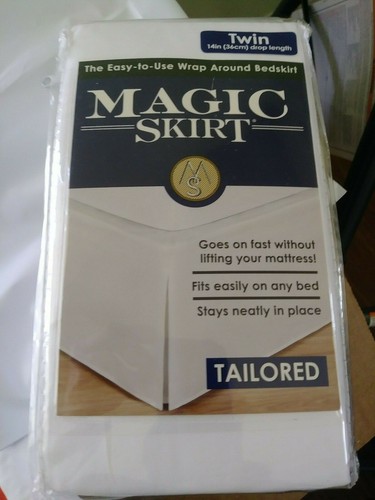 Twin
14in (36cm) drop length
The Easy-to-Use Wrap Around Bedskirt
MAGIC
SKIRT®
MS
Goes on fast without
lifting your mattress!
Fits easily on any bed
Stays neatly in place
TAILORED